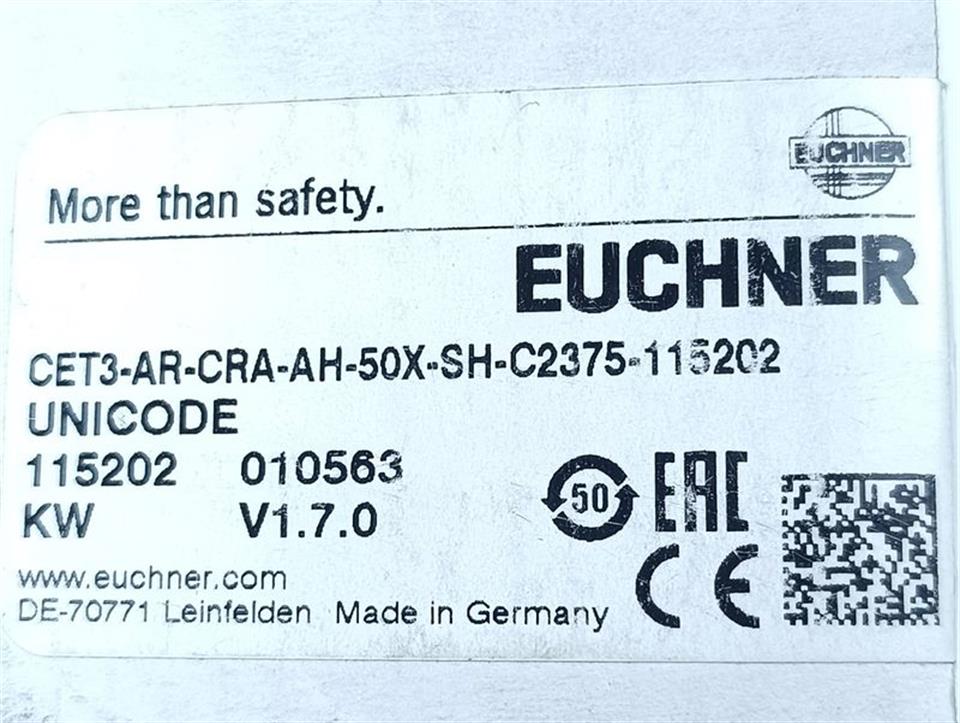 EUCHNER
More than safety.
EUCHNER
CET3-AR-CRA-AH-50X-SH-C2375-115202
UNICODE
115202 010563
KW V1.7.0
50 EAC
CE
www.euchner.com
DE-70771 Leinfelden Made in Germany